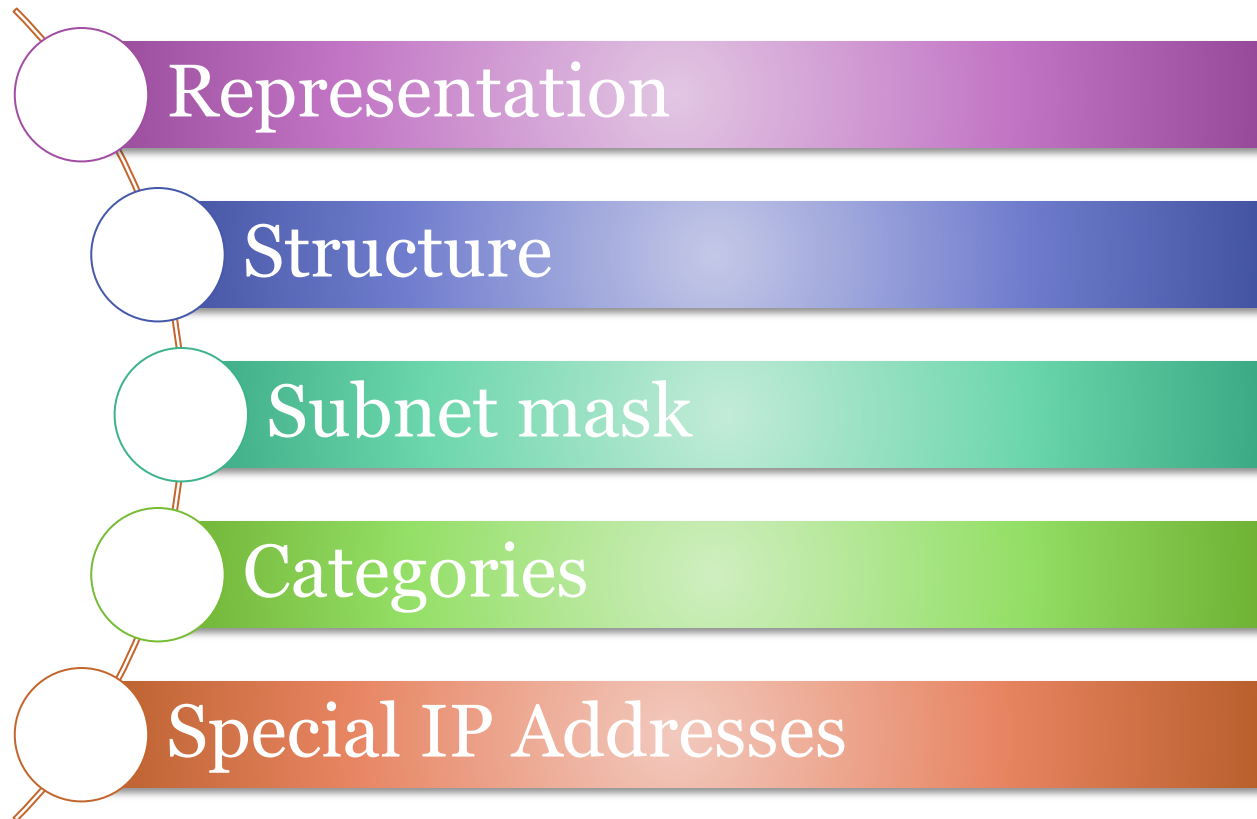 Representation
Structure
Subnet mask
Categories
Special IP Addresses